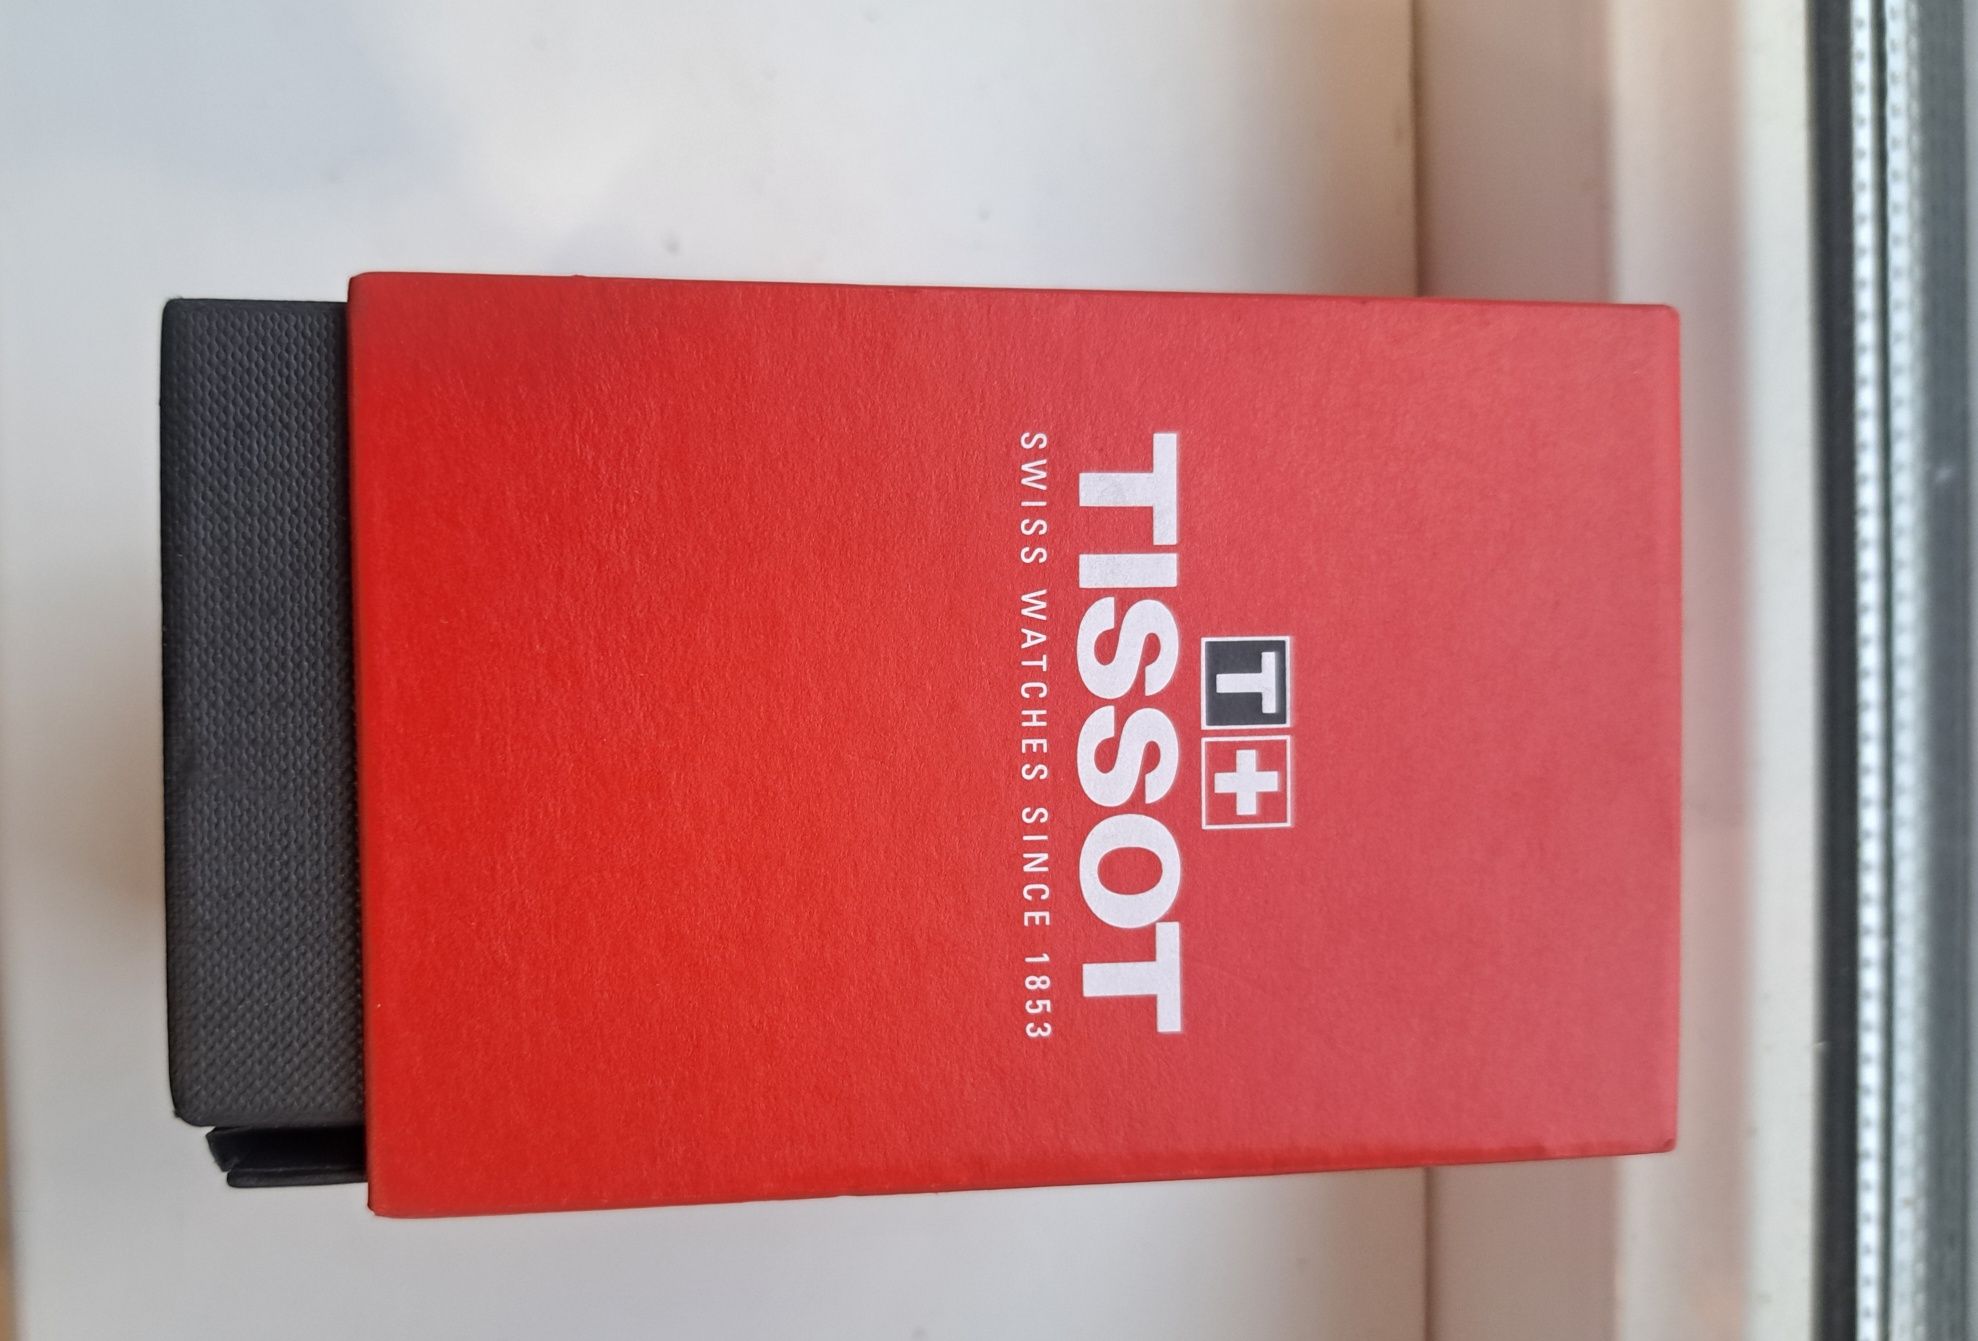 T+
TISSOT
SWISS WATCHES SINCE 1853